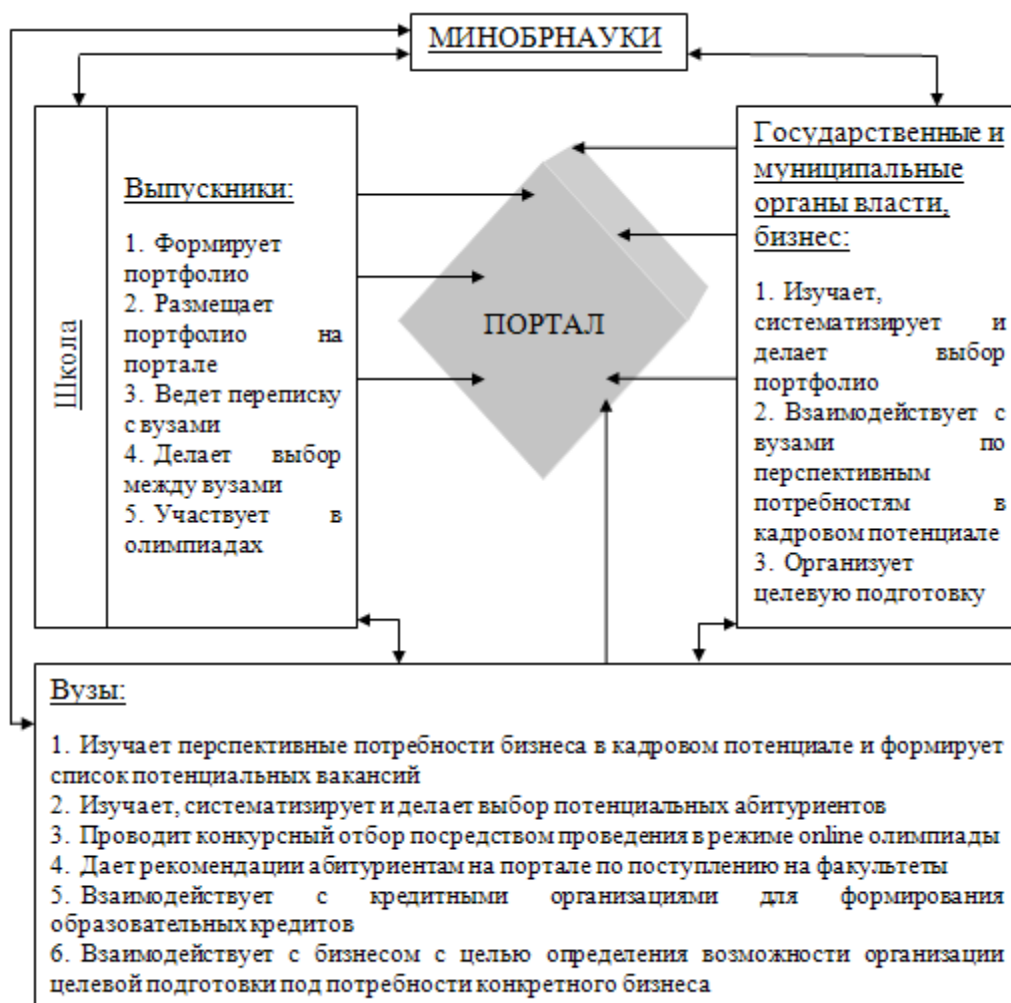 МИНОБРНАУКИ
Школа
Выпускники:
1. Формирует
портфолио
2. Размещает
портфолио на
портале
3. Ведет переписку
с вузами
4. Делает выбор
между вузами
5. Участвует в
олимпиадах
ПОРТАЛ
Государственные и
муниципальные
органы власти,
бизнес:
1. Изучает,
систематизирует и
делает выбор
портфолио
2. Взаимодействует с
вузами по
перспективным
потребностям в
кадровом потенциале
3. Организует
целевую подготовку
Вузы:
1. Изучает перспективные потребности бизнеса в кадровом потенциале и формирует
список потенциальных вакансий
2. Изучает, систематизирует и делает выбор потенциальных абитуриентов
3. Проводит конкурсный отбор посредством проведения в режиме online олимпиады
4. Дает рекомендации абитуриентам на портале по поступлению на факультеты
5. Взаимодействует с кредитными организациями для формирования
образовательных кредитов
6. Взаимодействует с бизнесом с целью определения возможности организации
целевой подготовки под потребности конкретного бизнеса